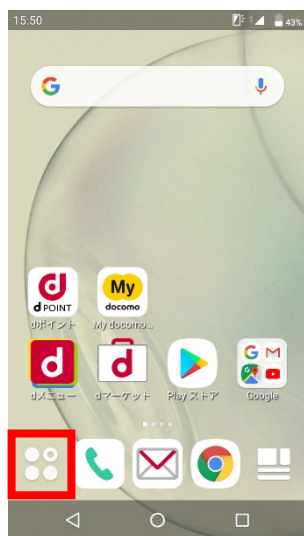 15:50
43%
G
d POINT
My
docomo
dポイント
My docomo...
d
d
G
dメニュー
dマーケット
Play ストア
Google